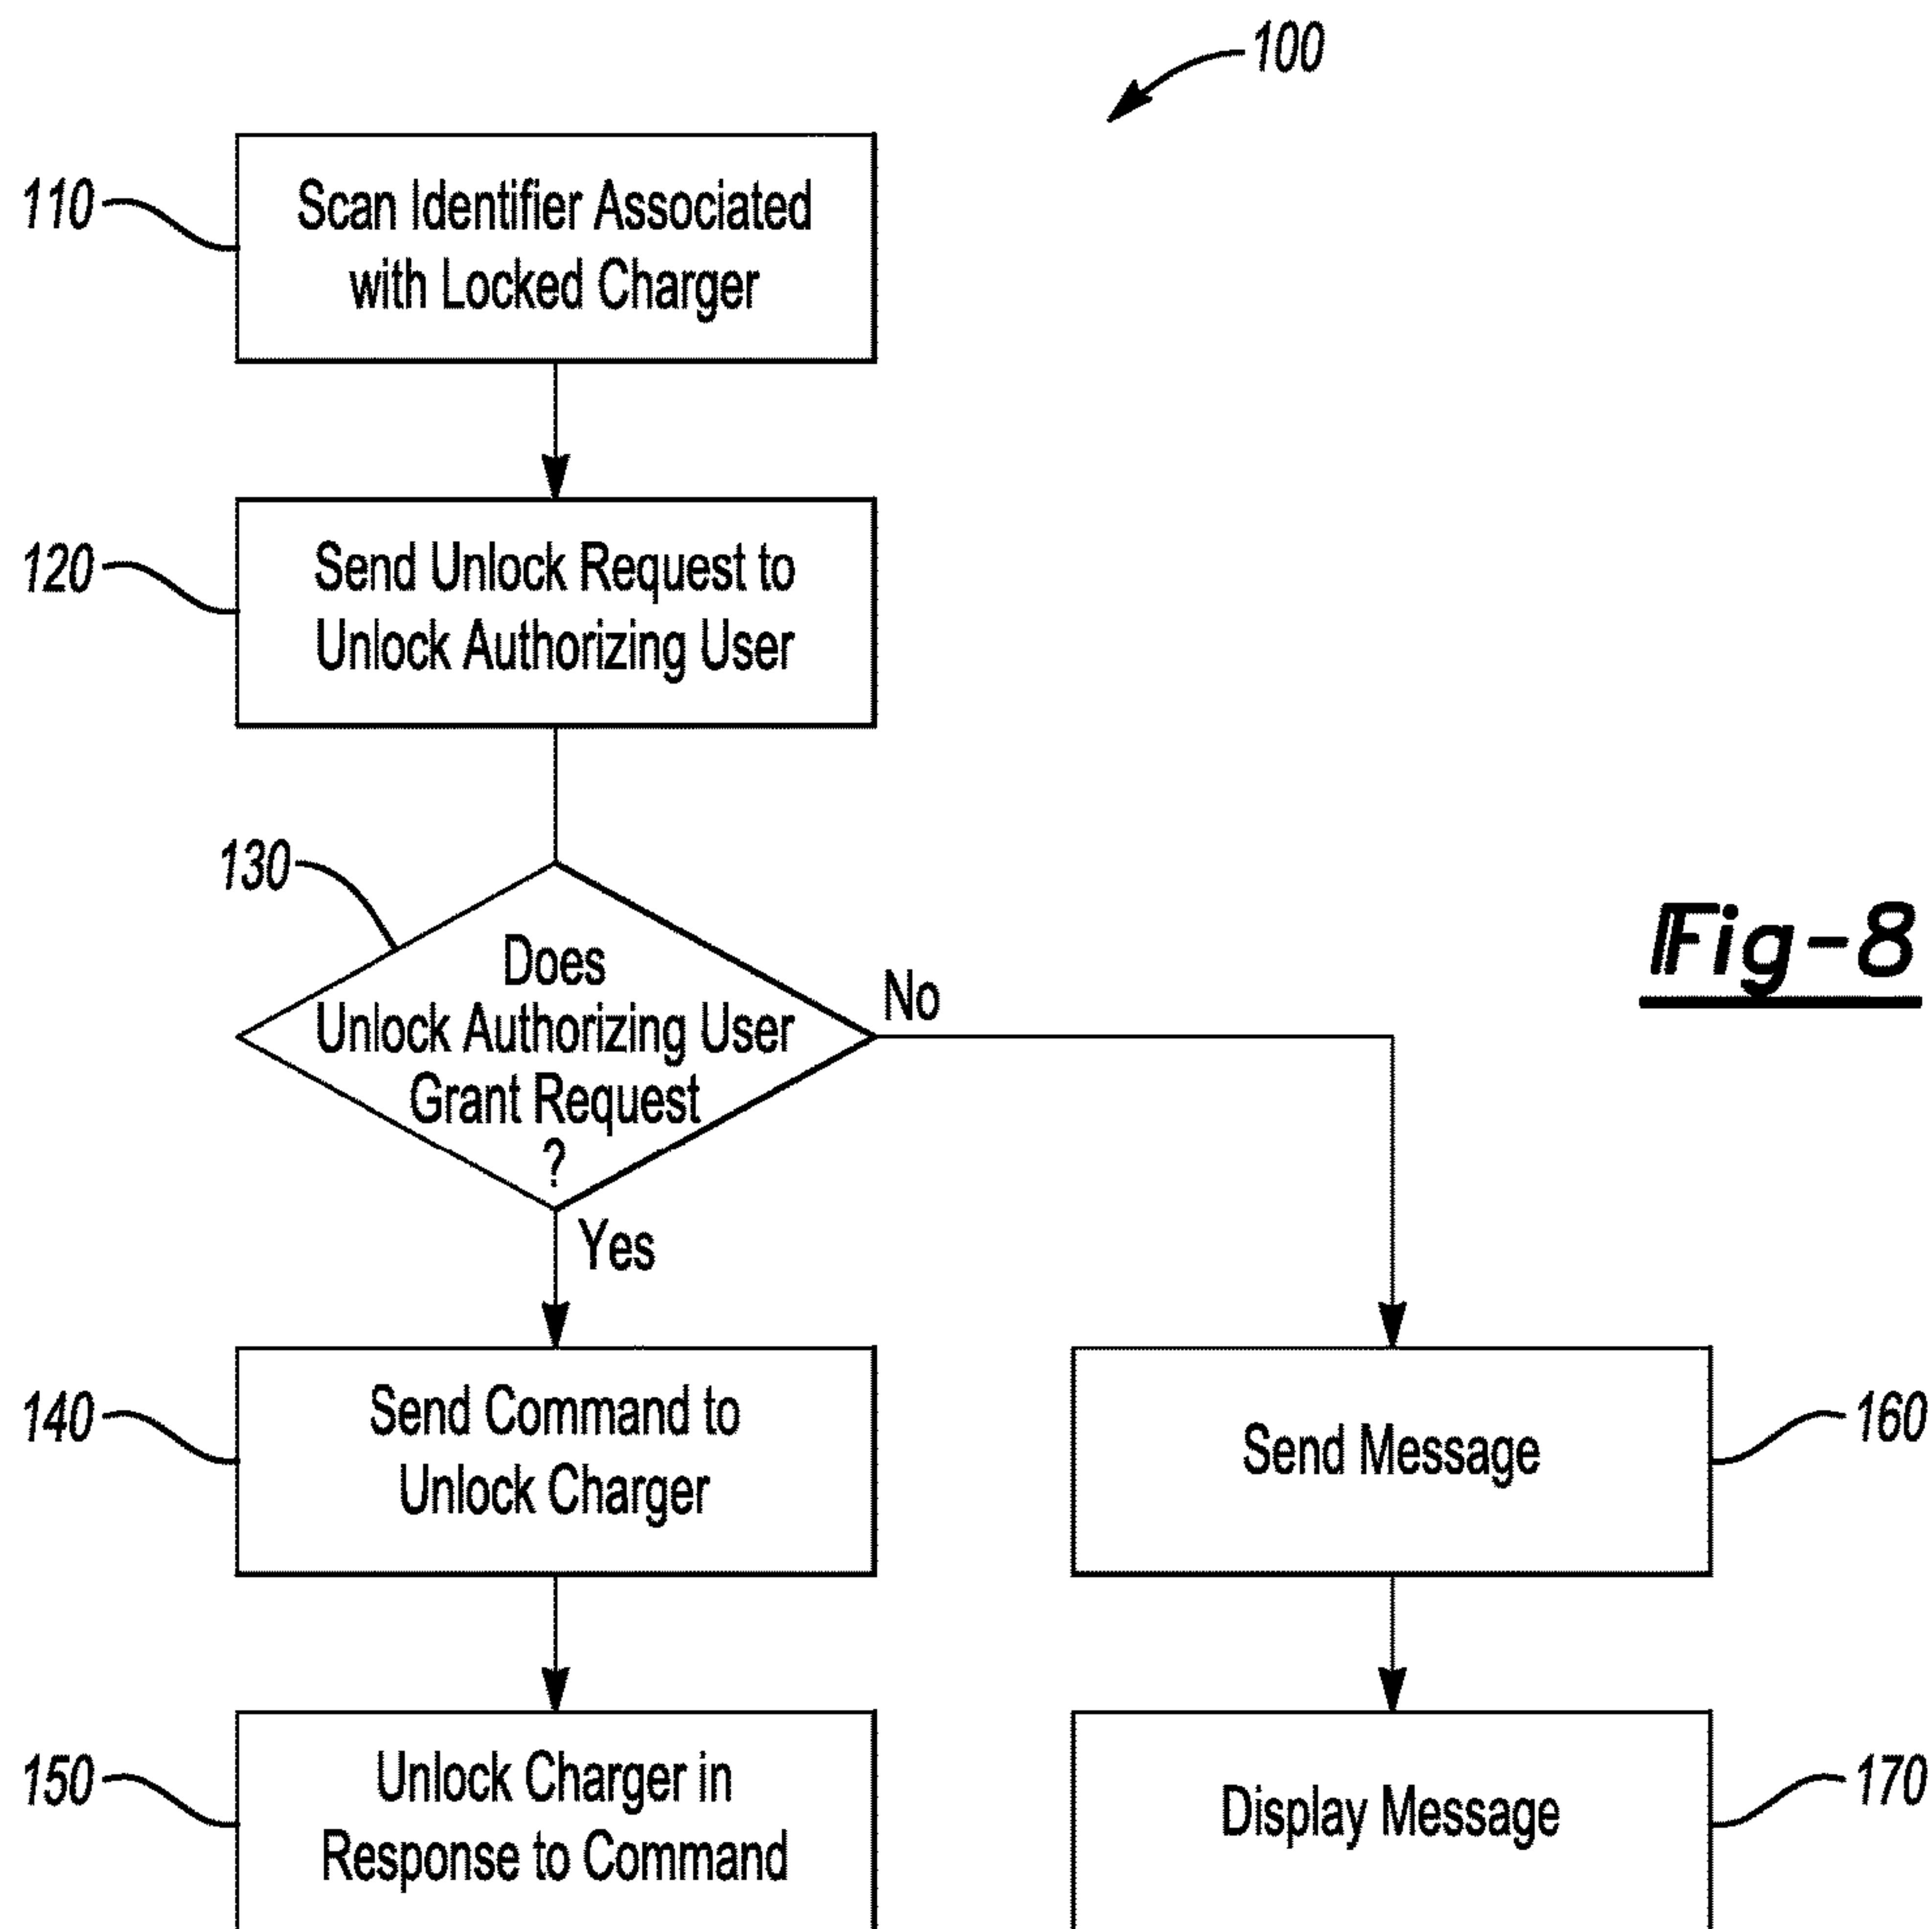 100
110
Scan Identifier Associated
with Locked Charger
120
Send Unlock Request to
Unlock Authorizing User
130
Does
Unlock Authorizing User
Grant Request
?
No
Fig-8
Yes
140
Send Command to
Unlock Charger
Send Message
160
150
Unlock Charger in
Response to Command
Display Message
170